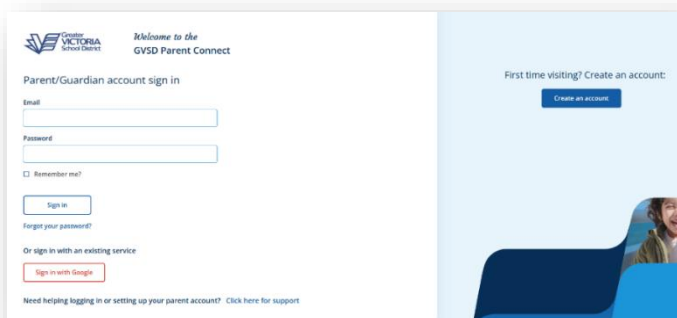 Greater
VICTORIA
School District
Welcome to the
GVSD Parent Connect
Parent/Guardian account sign in
Email
Password
Remember me?
Sign in
Forgot your password?
Or sign in with an existing service
Sign in with Google
Need helping logging in or setting up your parent account? Click here for support
First time visiting? Create an account:
Create an account